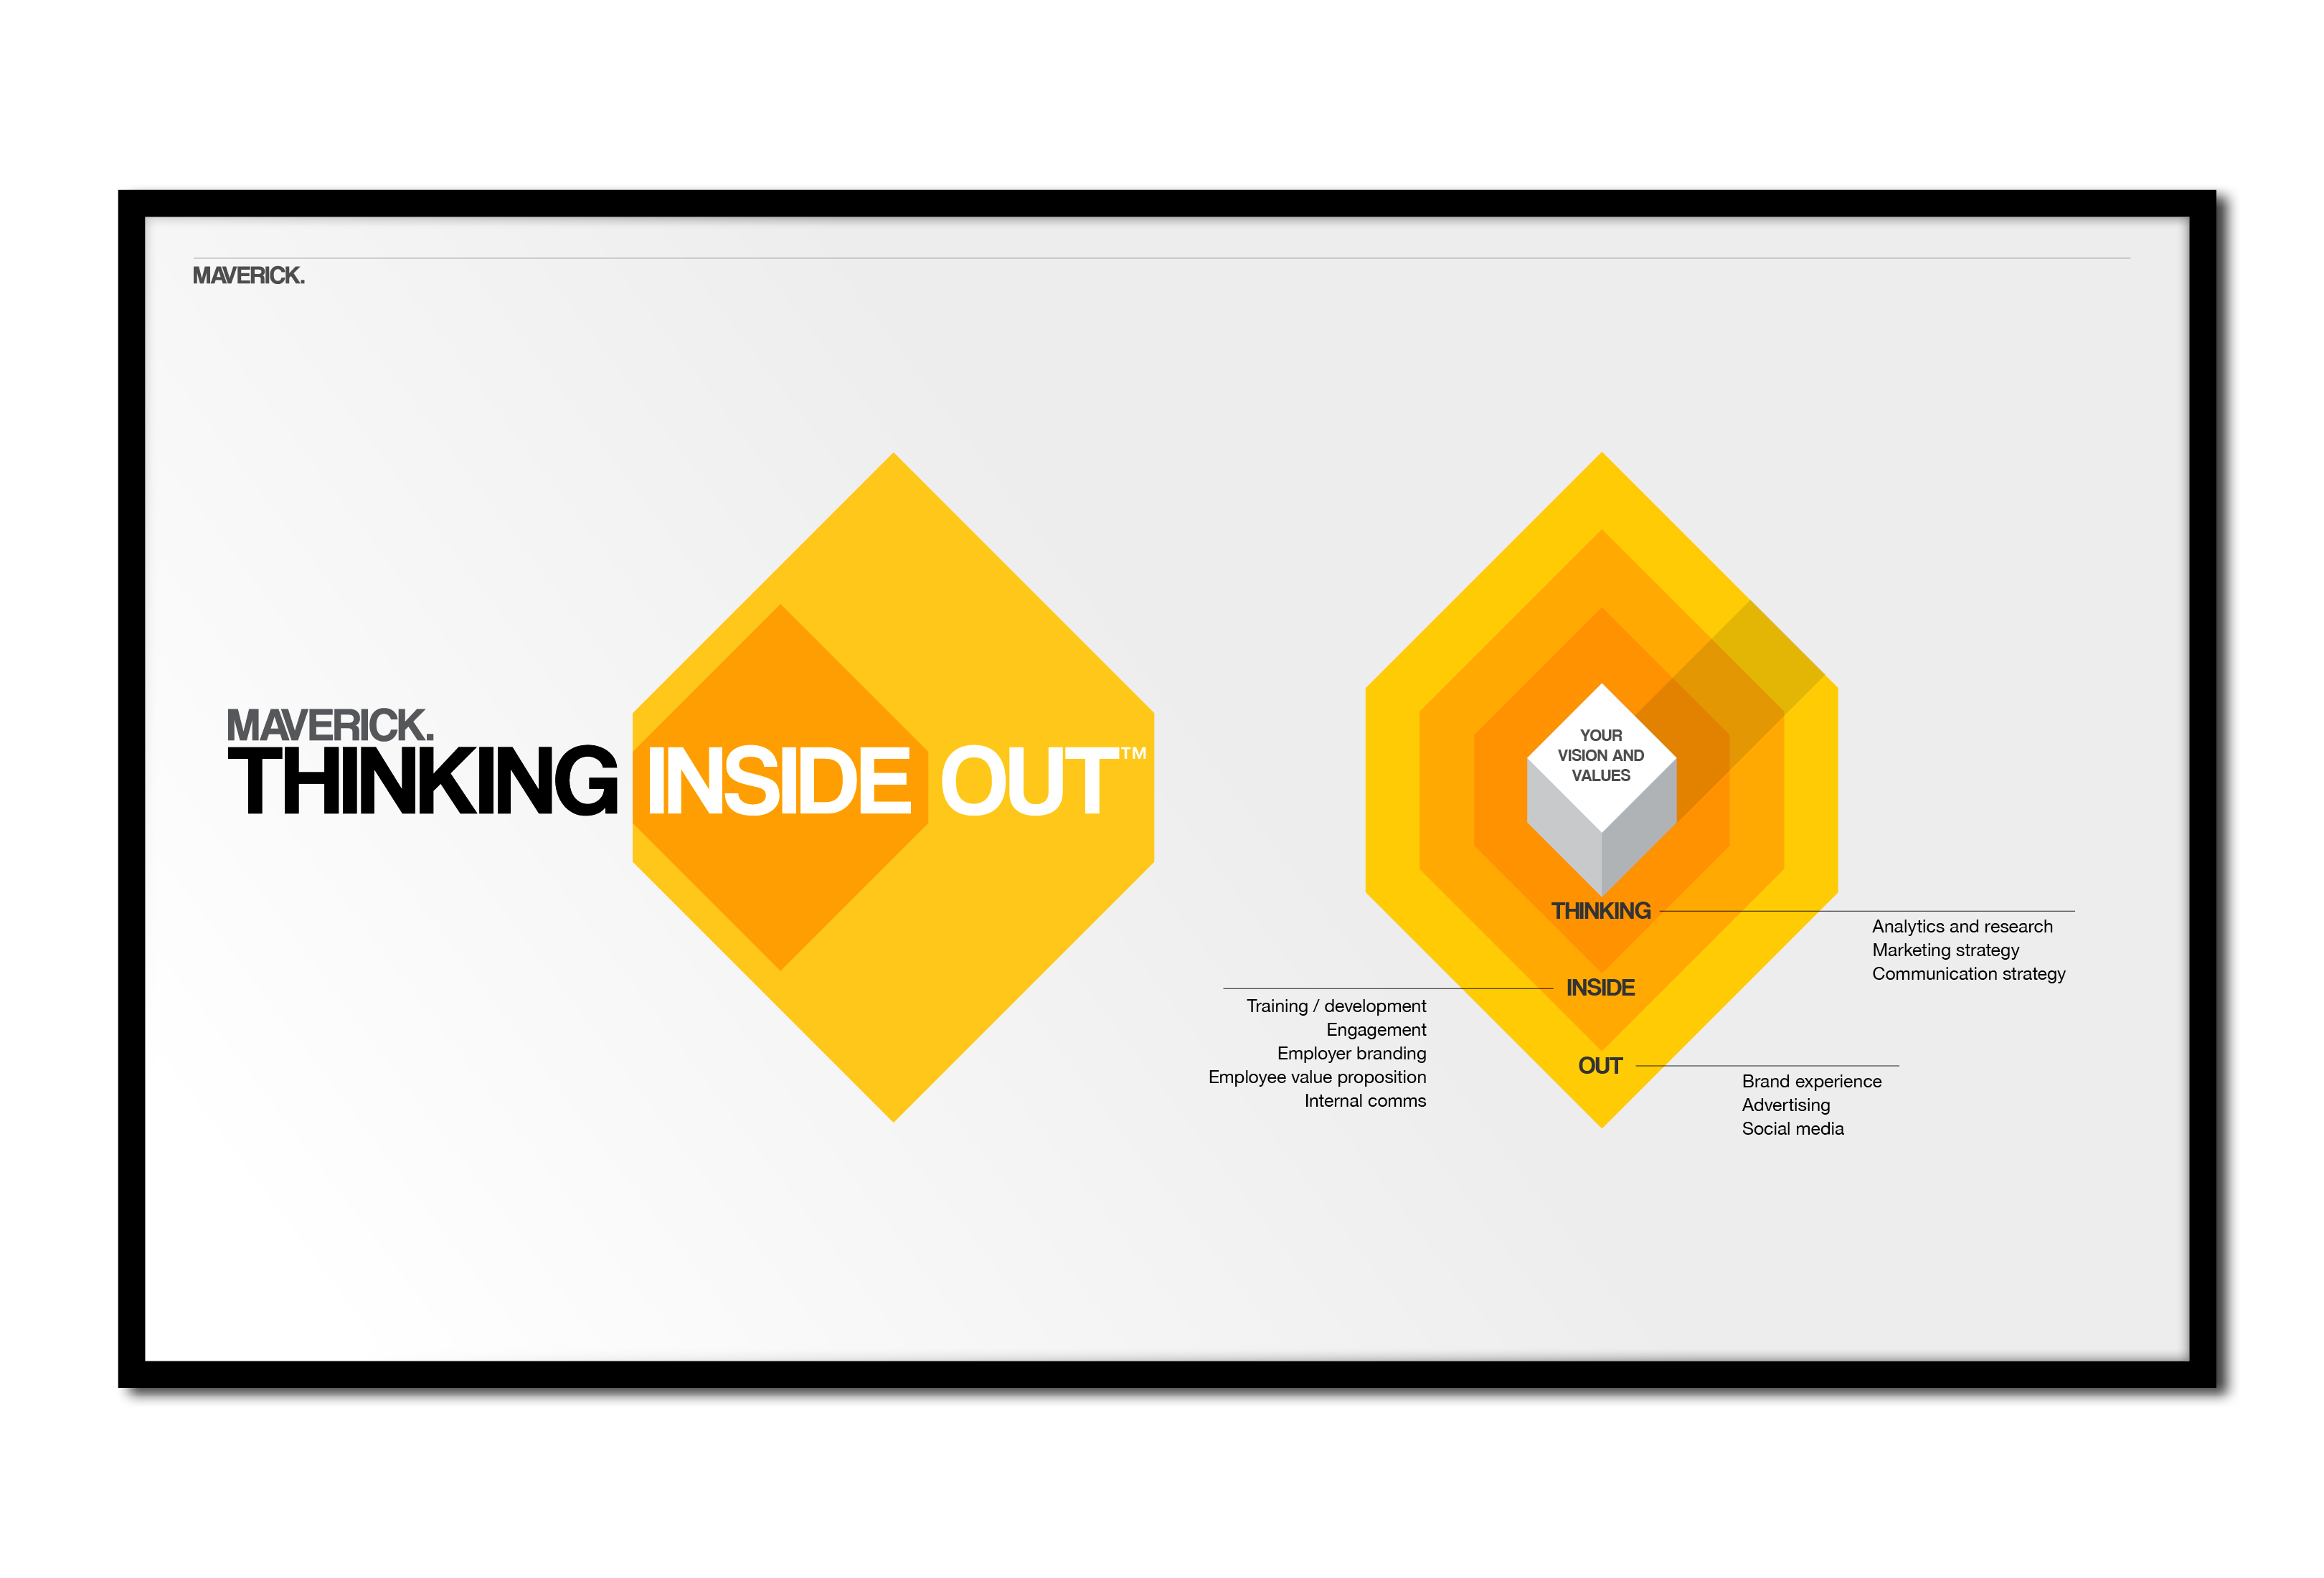 MAVERICK.
MAVERICK.
THINKING INSIDE OUT™
YOUR
VISION AND
VALUES
THINKING
Analytics and research
Marketing strategy
Communication strategy
INSIDE
Training / development
Engagement
Employer branding
Employee value proposition
Internal comms
OUT
Brand experience
Advertising
Social media